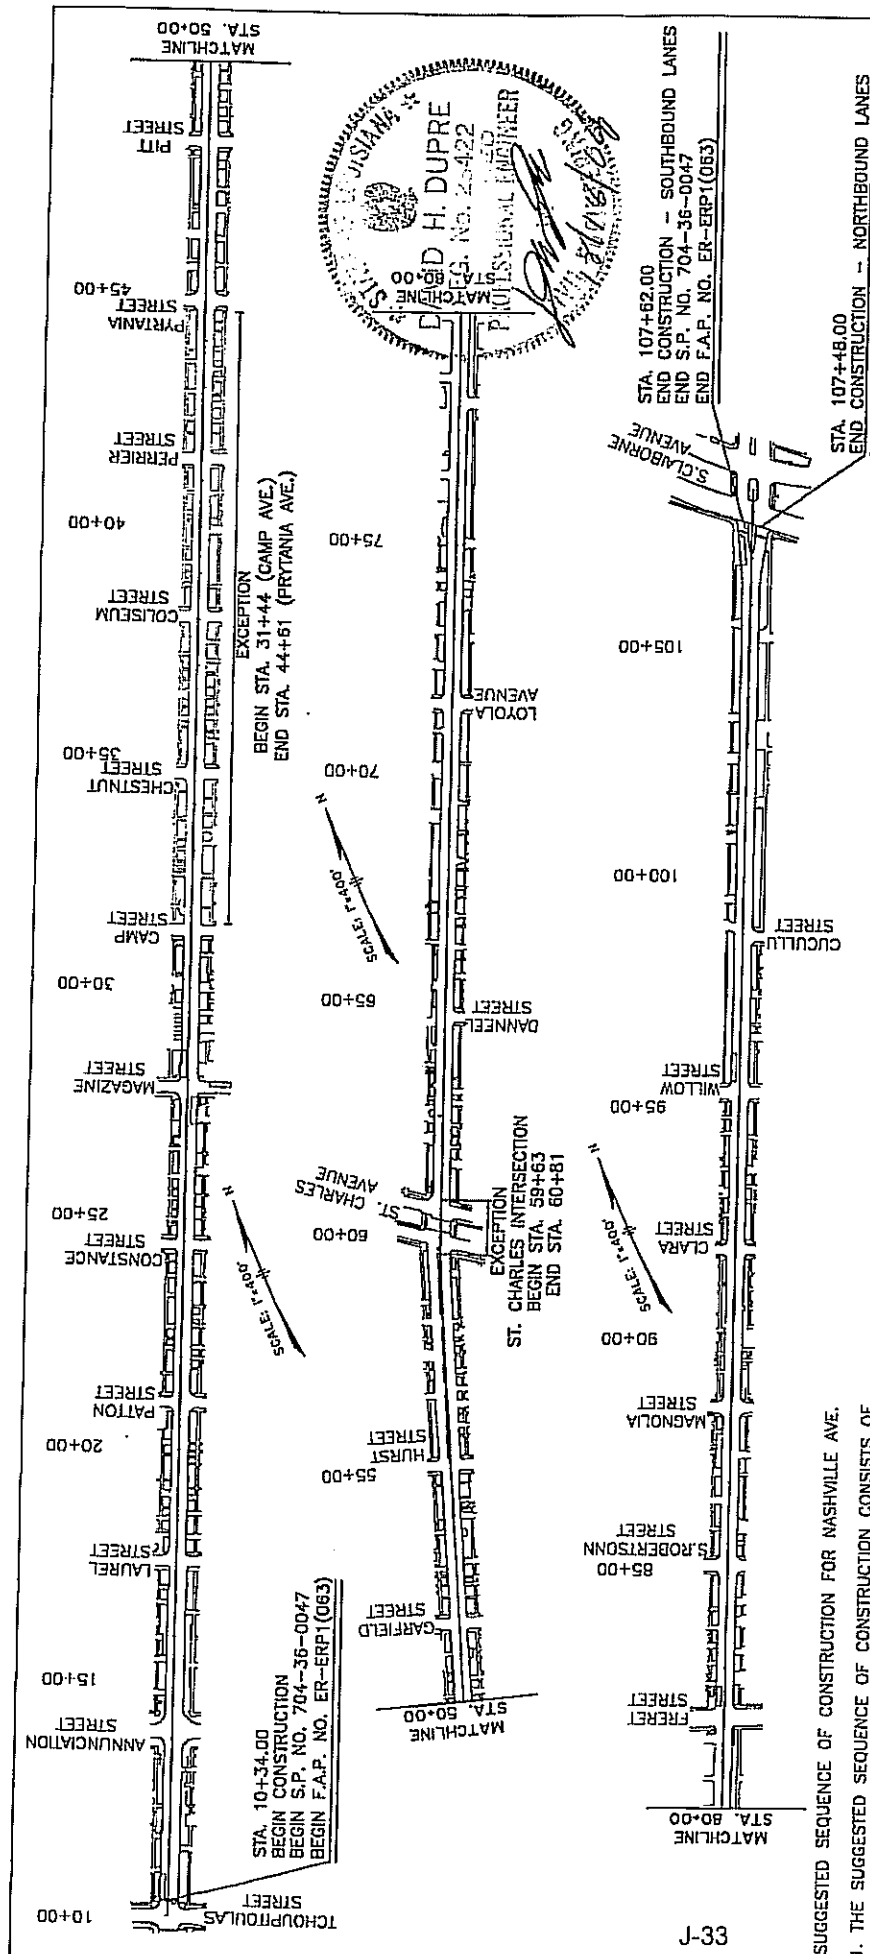 10+00
TCHOUPITOULAS
STREET
STA. 10+34.00
BEGIN CONSTRUCTION
BEGIN S.P. NO. 704-36-0047
BEGIN F.A.P. NO. ER-ERP1(063)
ANNUNCIATION
STREET
15+00
LAUREL
STREET
20+00
PATTON
STREET
CONSTANCE
STREET
25+00
N
SCALE: 1"=400'
MAGAZINE
STREET
30+00
CAMP
STREET
CHESTNUT
STREET
35+00
EXCEPTION
BEGIN STA. 31+44 (CAMP AVE.)
END STA. 44+61 (PRYTANIA AVE.)
COLISEUM
STREET
40+00
PERRIER
STREET
PYRTANIA
STREET
45+00
PITT
STREET
MATCHLINE
STA. 50+00
MATCHLINE
STA. 50+00
GARFIELD
STREET
55+00
HURST
STREET
60+00
ST. CHARLES
AVENUE
EXCEPTION
ST. CHARLES INTERSECTION
BEGIN STA. 59+63
END STA. 60+81
DANNEEL
STREET
65+00
N
SCALE: 1"=400'
70+00
LOYOLA
AVENUE
75+00
MATCHLINE
STA. 80+00
LOUISIANA
DAVID H. DUPRE
REG. No.
PROFESSIONAL ENGINEER
MATCHLINE
STA. 80+00
FRERET
STREET
85+00
S.ROBERTSONN
STREET
MAGNOLIA
STREET
90+00
CLARA
STREET
N
SCALE: 1"=400'
95+00
WILLOW
STREET
CUCULLU
STREET
100+00
105+00
S.CLAIBORNE
AVENUE
STA. 107+62.00
END CONSTRUCTION - SOUTHBOUND LANES
END S.P. NO. 704-36-0047
END F.A.P. NO. ER-ERP1(063)
STA. 107+48.00
END CONSTRUCTION - NORTHBOUND LANES
SUGGESTED SEQUENCE OF CONSTRUCTION FOR NASHVILLE AVE.
1. THE SUGGESTED SEQUENCE OF CONSTRUCTION CONSISTS OF
J-33